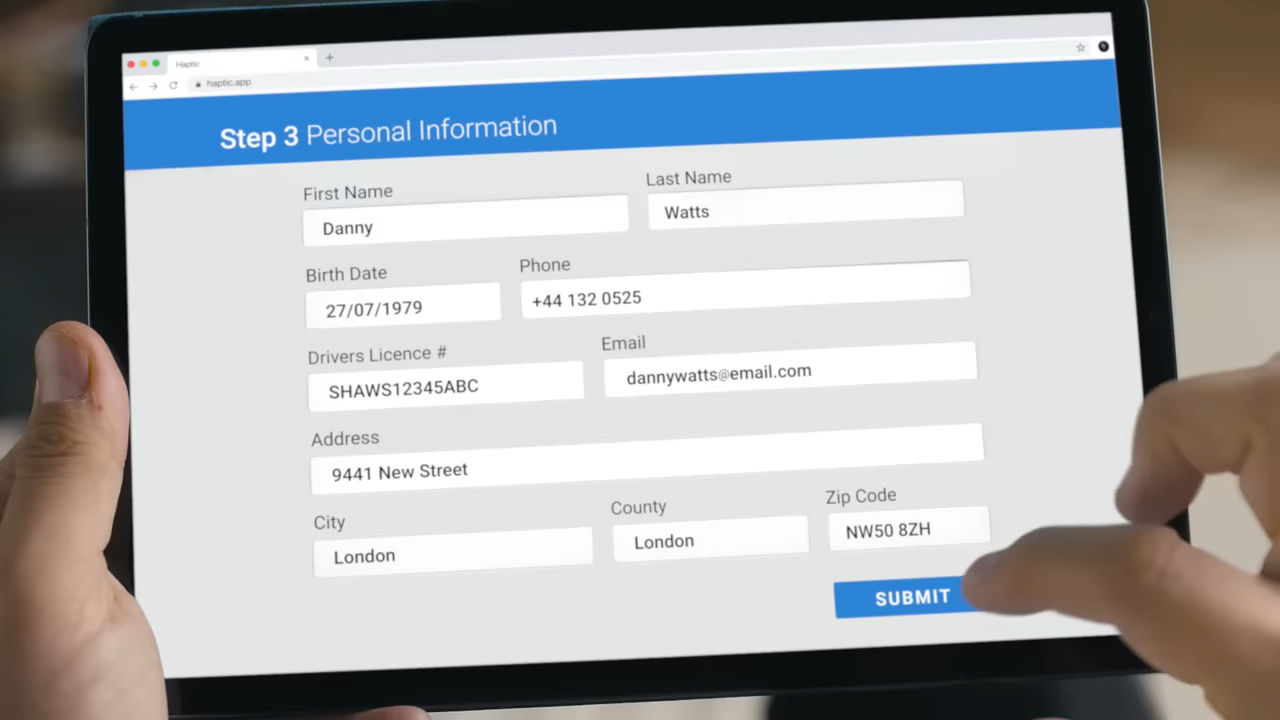 Haptic
haptic.app
Step 3 Personal Information
First Name
Last Name
Danny
Watts
Birth Date
Phone
27/07/1979
+44 132 0525
Drivers Licence #
Email
SHAWS12345ABC
dannywatts@email.com
Address
9441 New Street
City
County
Zip Code
London
London
NW50 8ZH
SUBMIT